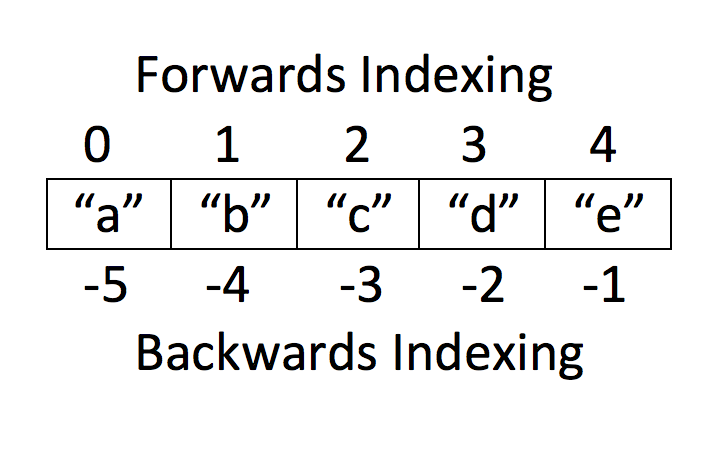 Forwards Indexing
0 1 2 3 4
“a” “b” “c” “d” “e”
-5 -4 -3 -2 -1
Backwards Indexing